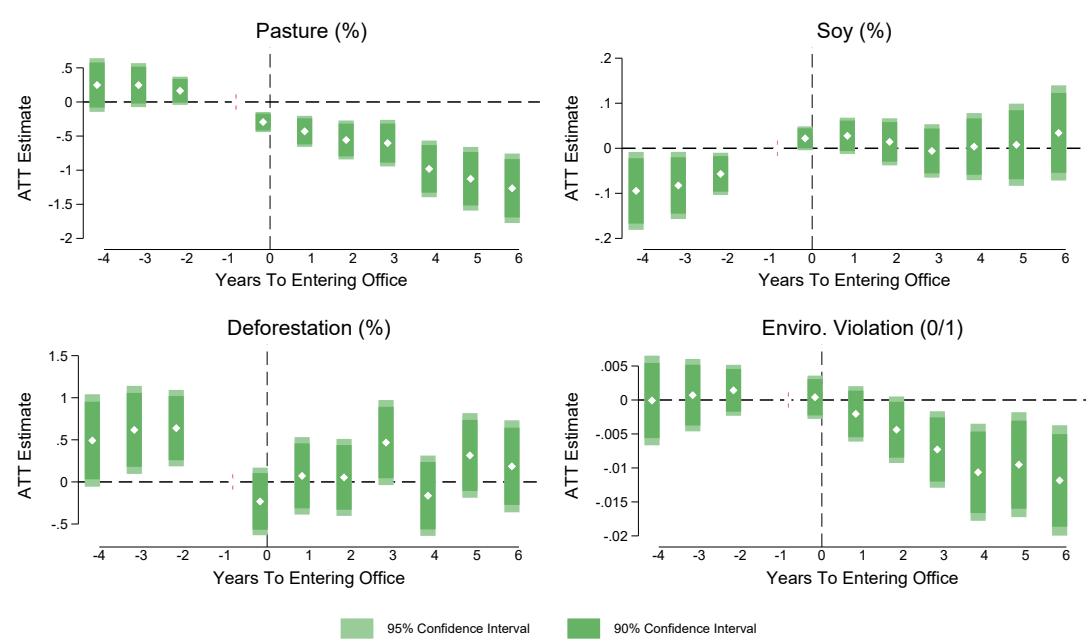 Pasture (%)
ATT Estimate
.5
0
-.5
-1
-1.5
-2
-4 -3 -2 -1 0 1 2 3 4 5 6
Years To Entering Office
Soy (%)
ATT Estimate
.2
.1
0
-.1
-.2
-4 -3 -2 -1 0 1 2 3 4 5 6
Years To Entering Office
Deforestation (%)
ATT Estimate
1.5
1
.5
0
-.5
-4 -3 -2 -1 0 1 2 3 4 5 6
Years To Entering Office
Enviro. Violation (0/1)
ATT Estimate
.005
0
-.005
-.01
-.015
-.02
-4 -3 -2 -1 0 1 2 3 4 5 6
Years To Entering Office
95% Confidence Interval 90% Confidence Interval